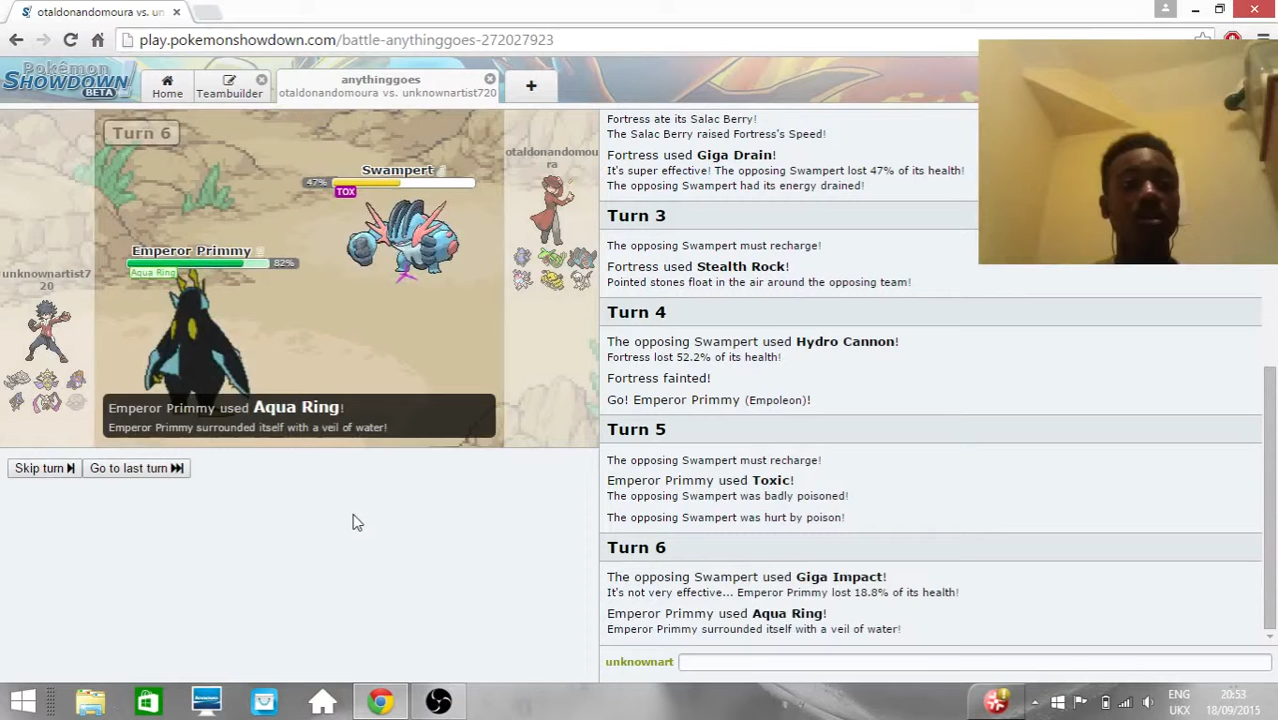 otaldonandomoura vs. un
play.pokemonshowdown.com/battle-anythinggoes-272027923
Pokémon
SHOWDOWN
BETA
Home
Teambuilder
anythinggoes
otaldonandomoura vs. unknownartist720
+
Turn 6
Swampert
47%
TOX
otaldonandomou
ra
Emperor Primmy
82%
Aqua Ring
unknownartist7
20
Emperor Primmy used Aqua Ring!
Emperor Primmy surrounded itself with a veil of water!
Skip turn
Go to last turn
Fortress ate its Salac Berry!
The Salac Berry raised Fortress's Speed!
Fortress used Giga Drain!
It's super effective! The opposing Swampert lost 47% of its health!
The opposing Swampert had its energy drained!
Turn 3
The opposing Swampert must recharge!
Fortress used Stealth Rock!
Pointed stones float in the air around the opposing team!
Turn 4
The opposing Swampert used Hydro Cannon!
Fortress lost 52.2% of its health!
Fortress fainted!
Go! Emperor Primmy (Empoleon)!
Turn 5
The opposing Swampert must recharge!
Emperor Primmy used Toxic!
The opposing Swampert was badly poisoned!
The opposing Swampert was hurt by poison!
Turn 6
The opposing Swampert used Giga Impact!
It's not very effective... Emperor Primmy lost 18.8% of its health!
Emperor Primmy used Aqua Ring!
Emperor Primmy surrounded itself with a veil of water!
unknownart
ENG
UKX
20:53
18/09/2015